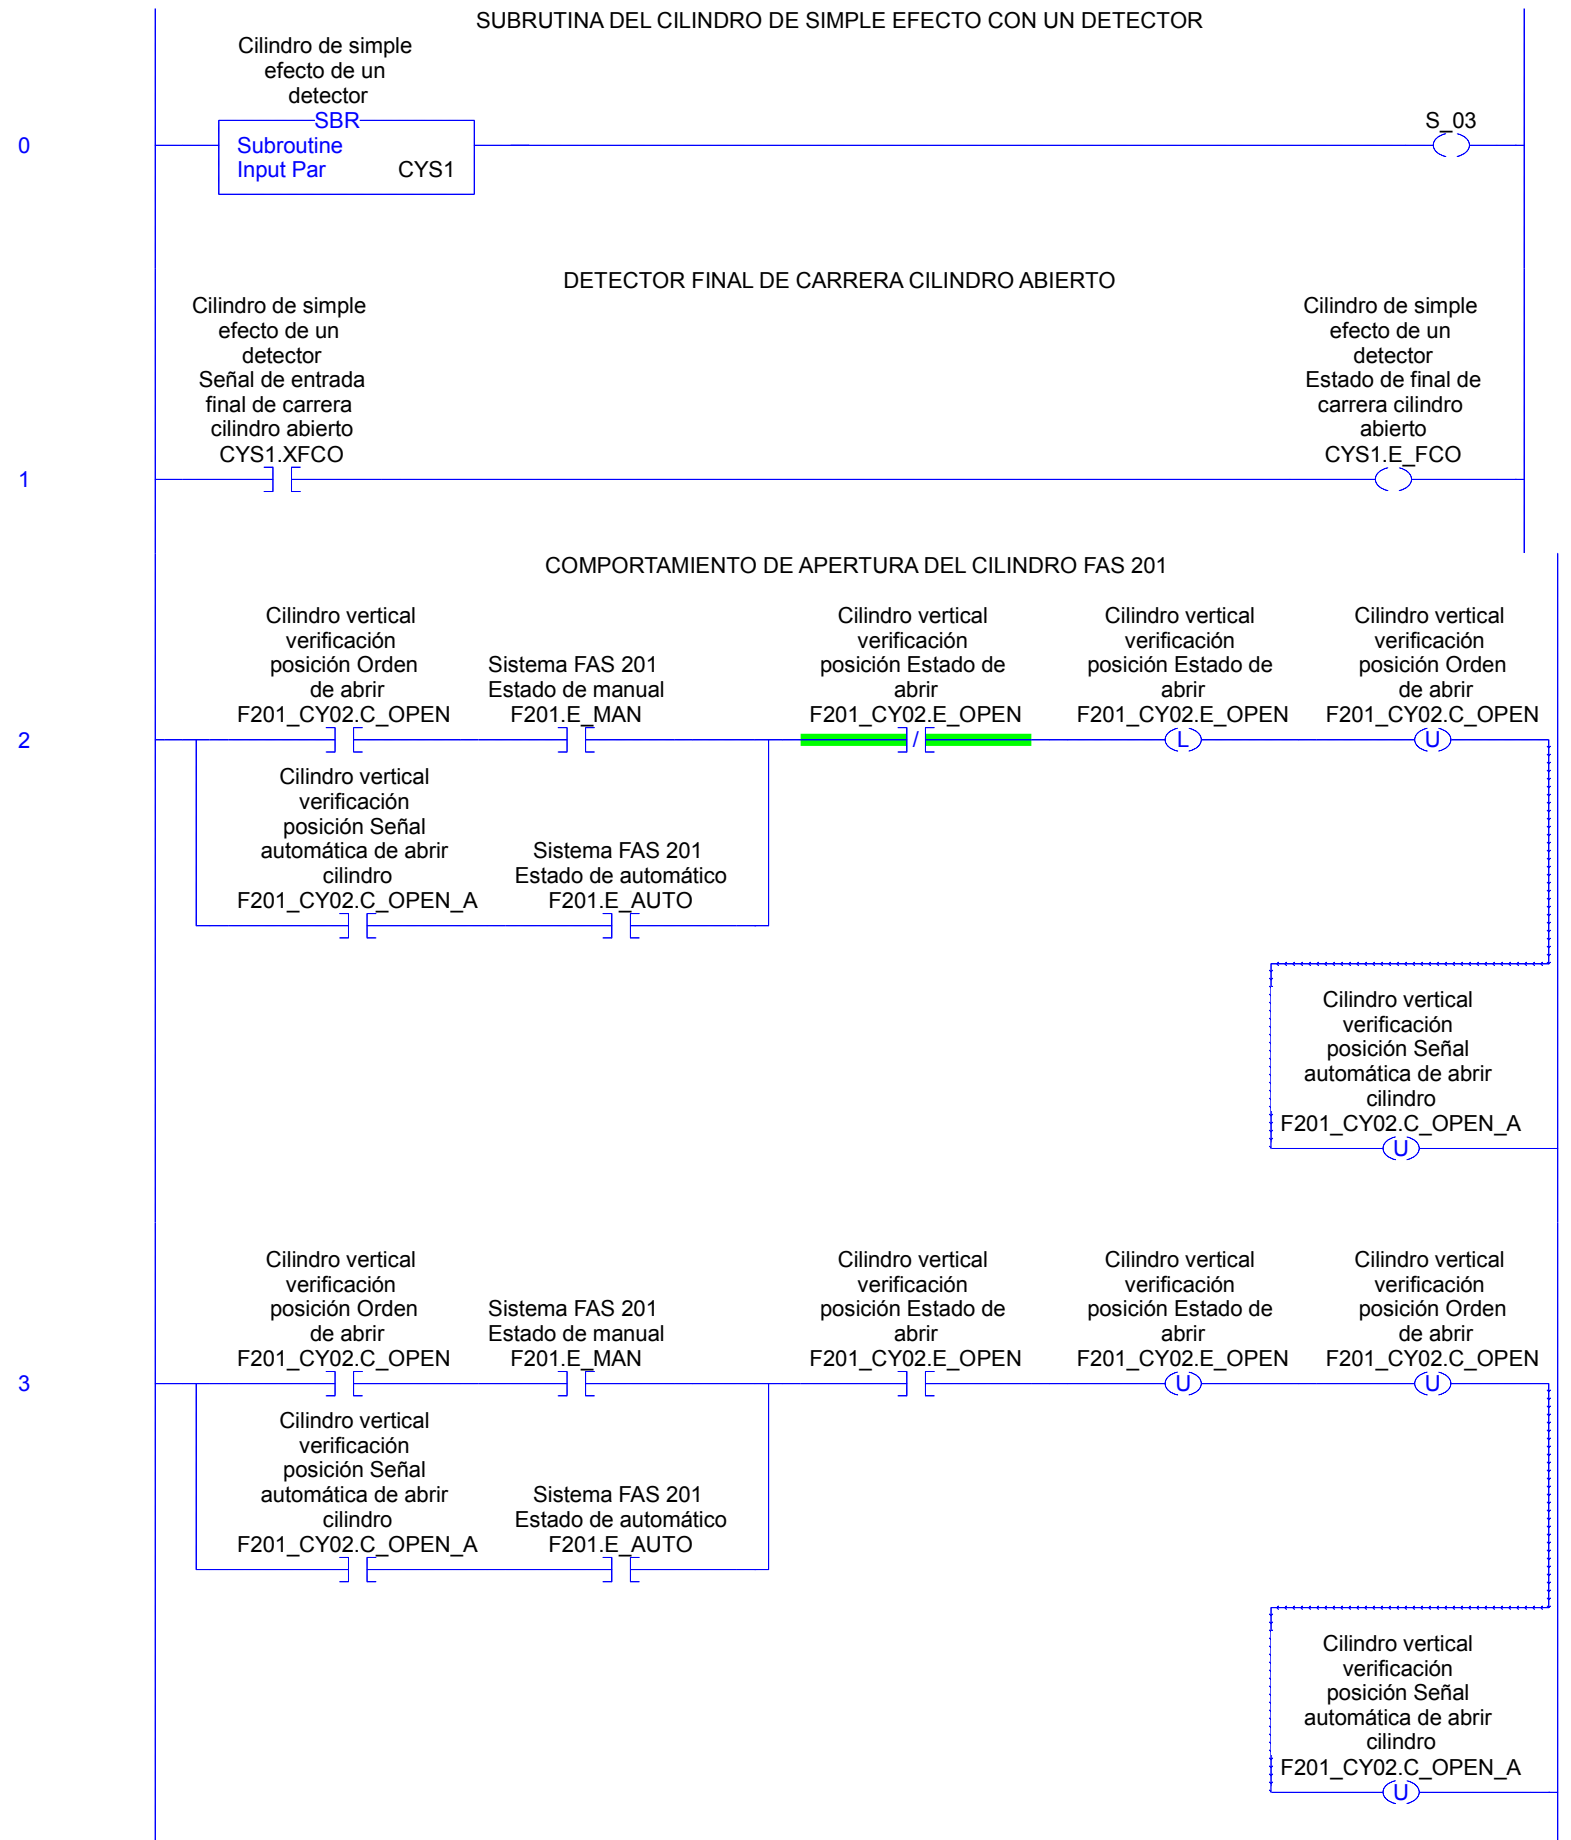 SUBRUTINA DEL CILINDRO DE SIMPLE EFECTO CON UN DETECTOR
Cilindro de simple
efecto de un
detector
SBR
Subroutine
Input Par CYS1
S_03
0
DETECTOR FINAL DE CARRERA CILINDRO ABIERTO
Cilindro de simple
efecto de un
detector
Señal de entrada
final de carrera
cilindro abierto
CYS1.XFCO
Cilindro de simple
efecto de un
detector
Estado de final de
carrera cilindro
abierto
CYS1.E_FCO
1
COMPORTAMIENTO DE APERTURA DEL CILINDRO FAS 201
Cilindro vertical
verificación
posición Orden
de abrir
F201_CY02.C_OPEN
Sistema FAS 201
Estado de manual
F201.E_MAN
Cilindro vertical
verificación
posición Estado de
abrir
F201_CY02.E_OPEN
/
Cilindro vertical
verificación
posición Estado de
abrir
F201_CY02.E_OPEN
L
Cilindro vertical
verificación
posición Orden
de abrir
F201_CY02.C_OPEN
U
2
Cilindro vertical
verificación
posición Señal
automática de abrir
cilindro
F201_CY02.C_OPEN_A
Sistema FAS 201
Estado de automático
F201.E_AUTO
Cilindro vertical
verificación
posición Señal
automática de abrir
cilindro
F201_CY02.C_OPEN_A
U
Cilindro vertical
verificación
posición Orden
de abrir
F201_CY02.C_OPEN
Sistema FAS 201
Estado de manual
F201.E_MAN
Cilindro vertical
verificación
posición Estado de
abrir
F201_CY02.E_OPEN
Cilindro vertical
verificación
posición Estado de
abrir
F201_CY02.E_OPEN
U
Cilindro vertical
verificación
posición Orden
de abrir
F201_CY02.C_OPEN
U
3
Cilindro vertical
verificación
posición Señal
automática de abrir
cilindro
F201_CY02.C_OPEN_A
Sistema FAS 201
Estado de automático
F201.E_AUTO
Cilindro vertical
verificación
posición Señal
automática de abrir
cilindro
F201_CY02.C_OPEN_A
U